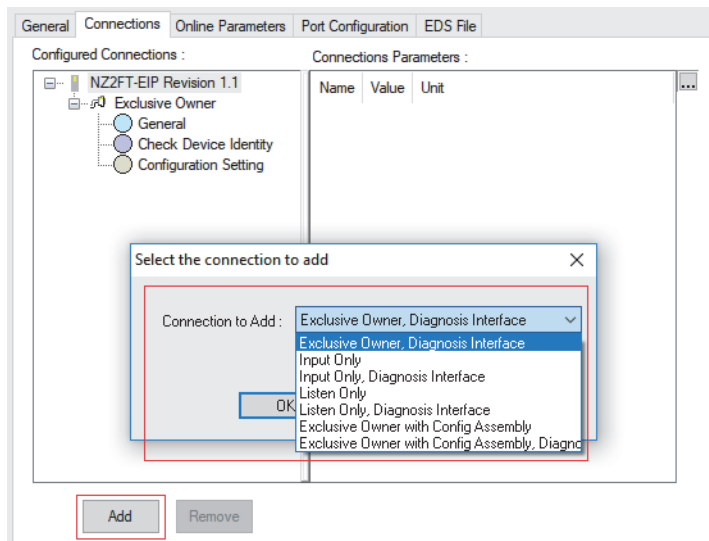 General Connections Online Parameters Port Configuration EDS File
Configured Connections :
Connections Parameters :
NZ2FT-EIP Revision 1.1
Exclusive Owner
General
Check Device Identity
Configuration Setting
Name Value Unit
...
Select the connection to add
Connection to Add : Exclusive Owner, Diagnosis Interface
Exclusive Owner, Diagnosis Interface
Input Only
Input Only, Diagnosis Interface
Listen Only
Listen Only, Diagnosis Interface
Exclusive Owner with Config Assembly
Exclusive Owner with Config Assembly, Diagno
OK
Add Remove